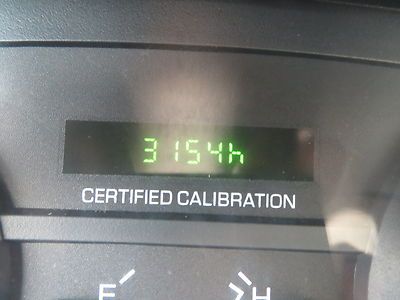 3154h
CERTIFIED CALIBRATION
F H